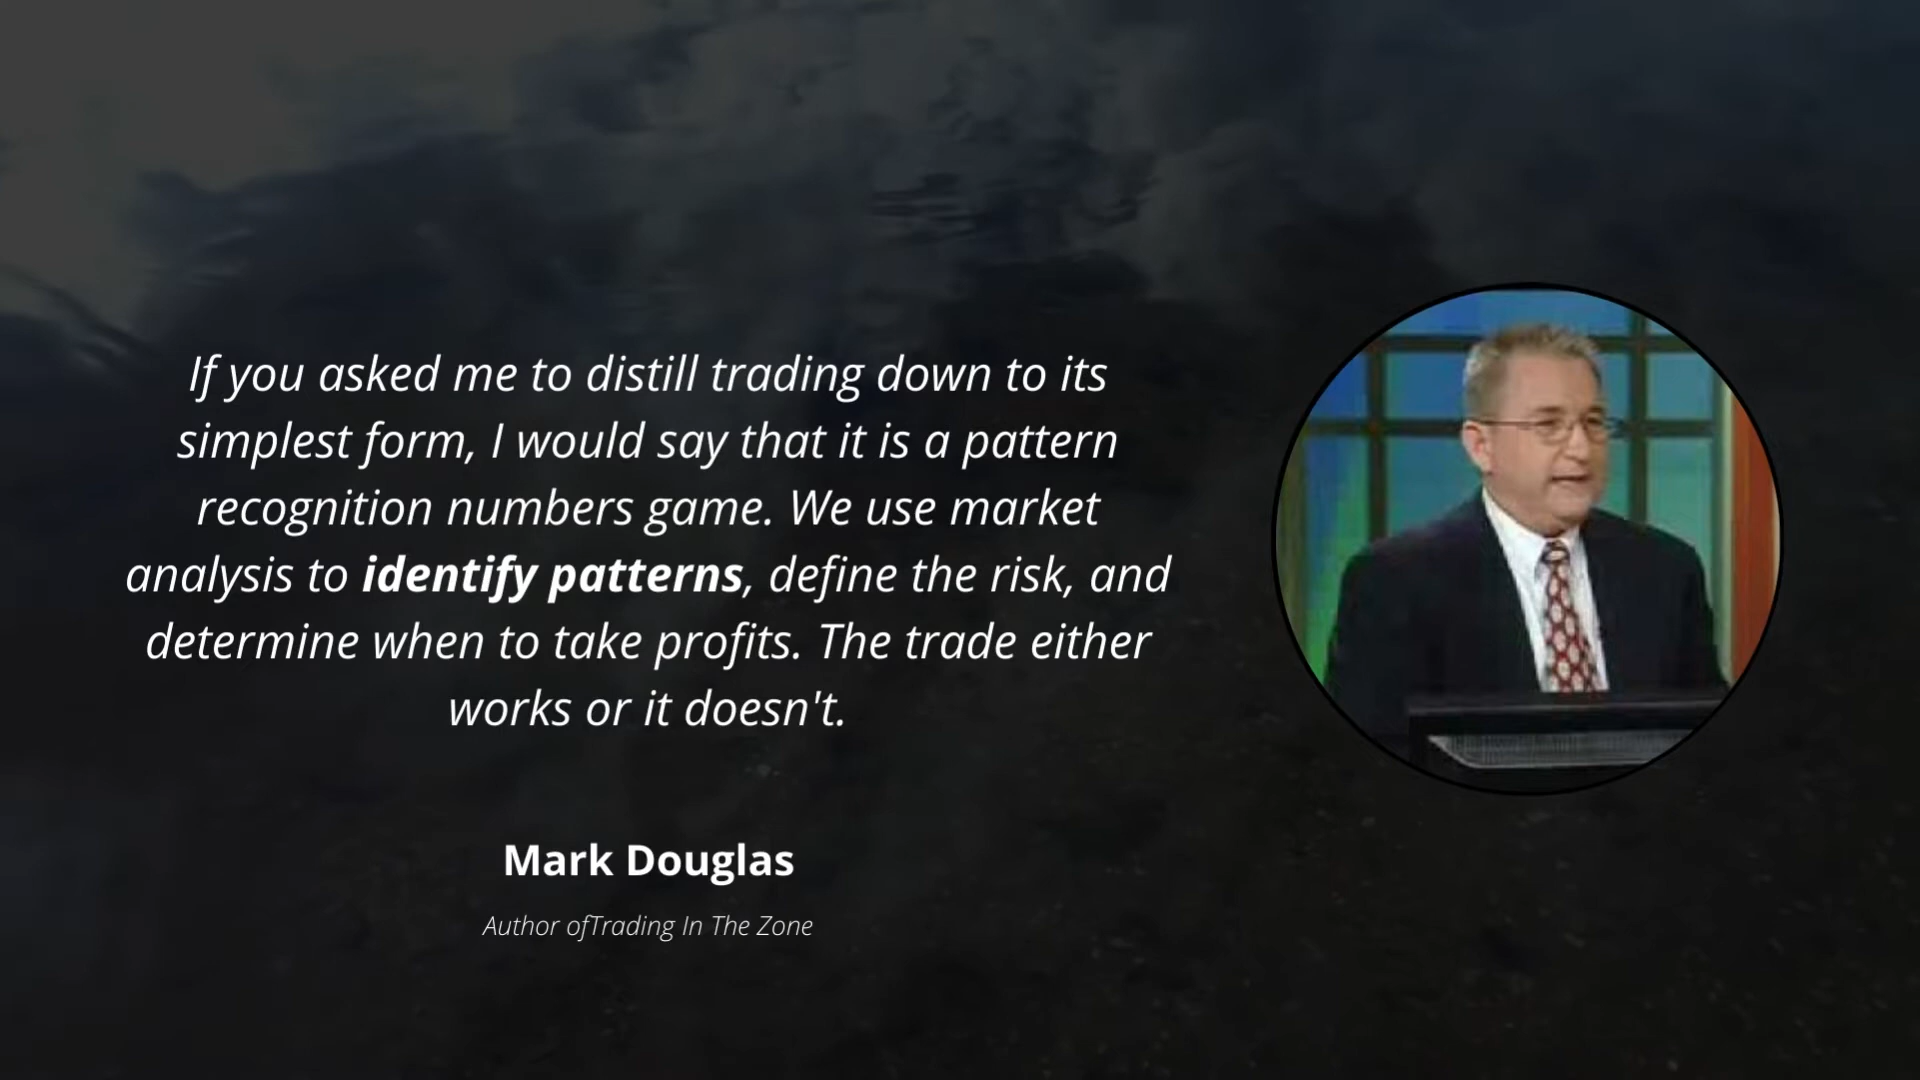 If you asked me to distill trading down to its
simplest form, I would say that it is a pattern
recognition numbers game. We use market
analysis to identify patterns, define the risk, and
determine when to take profits. The trade either
works or it doesn't.
Mark Douglas
Author ofTrading In The Zone